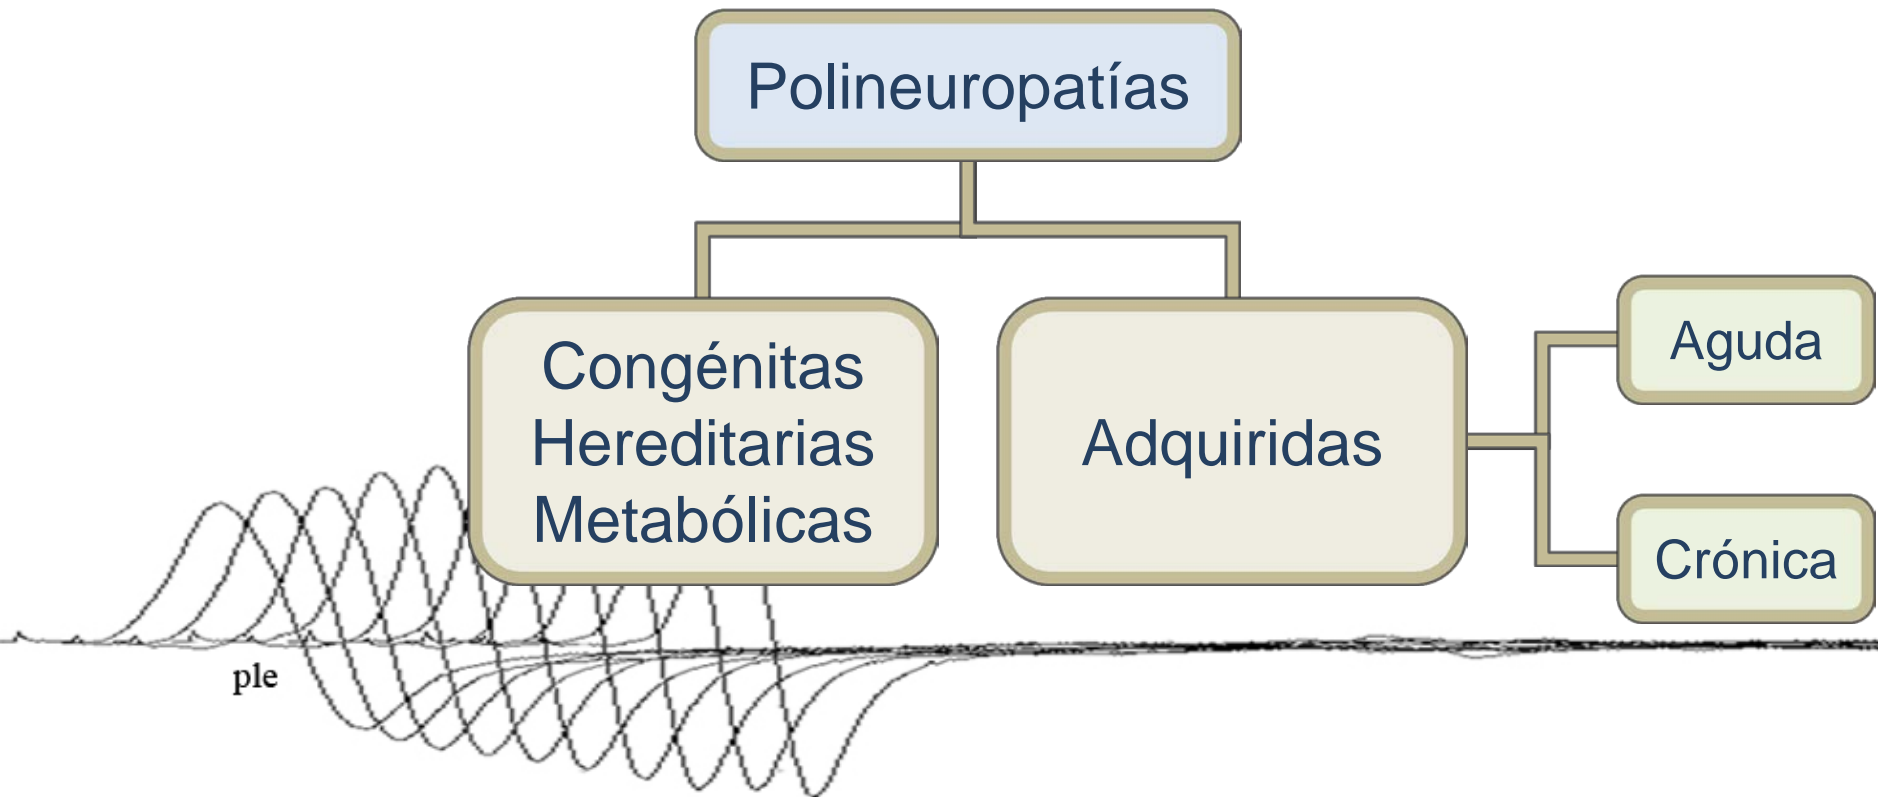 Polineuropatías
Congénitas
Hereditarias
Metabólicas
Adquiridas
Aguda
Crónica
ple